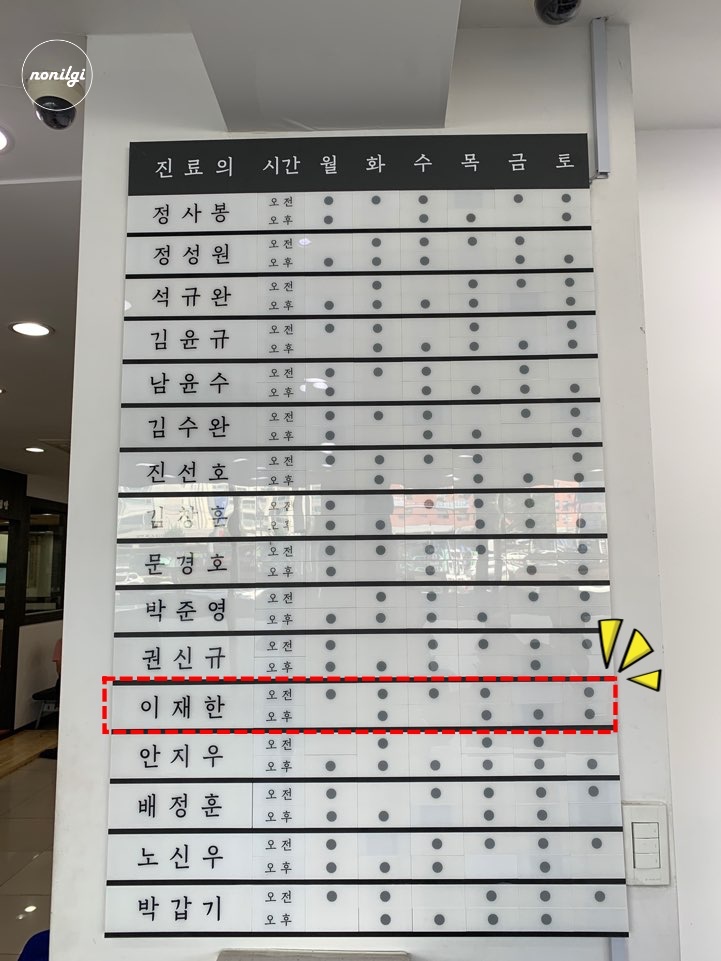 nonilgi
진료의 시간 월 화 수 목 금 토
정사봉 오전 ● ● ● ● ●
오후 ● ● ● ●
정성원 오전 ● ● ● ●
오후 ● ● ● ● ●
석규완 오전 ● ● ● ●
오후 ● ● ● ● ●
김윤규 오전 ● ● ● ●
오후 ● ● ● ● ●
남윤수 오전 ● ● ● ●
오후 ● ● ● ● ●
김수완 오전 ● ● ● ● ●
오후 ● ● ● ●
진선호 오전 ● ● ● ● ●
오후 ● ● ● ●
김창훈 오전 ● ● ● ●
오후 ● ● ● ● ●
문경호 오전 ● ● ● ● ●
오후 ● ● ● ●
박준영 오전 ● ● ● ●
오후 ● ● ● ● ●
권신규 오전 ● ● ● ● ●
오후 ● ● ● ●
이재한 오전 ● ● ● ● ●
오후 ● ● ● ●
안지우 오전 ● ● ●
오후 ● ● ● ● ● ●
배정훈 오전 ● ● ● ● ●
오후 ● ● ● ●
노신우 오전 ● ● ● ● ●
오후 ● ● ● ●
박갑기 오전 ● ● ● ● ●
오후 ● ● ● ●